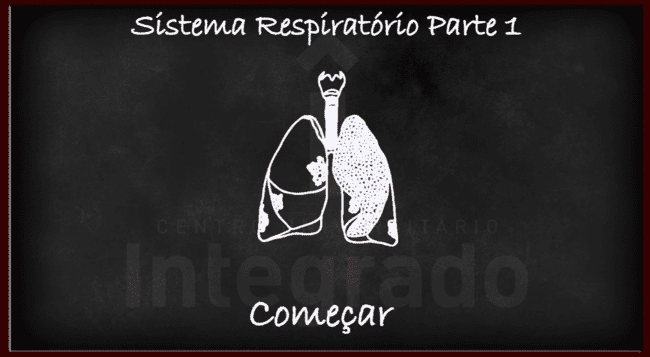 Sistema Respiratório Parte 1
Integrado
Começar